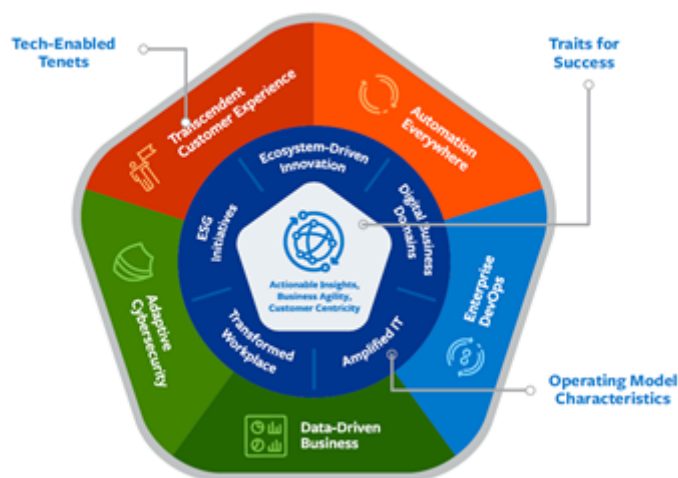 Tech-Enabled
Tenets
Traits for
Success
Transcendent
Customer Experience
Automation
Everywhere
Ecosystem-Driven
Innovation
ESG
Initiatives
Digital Business
Domains
Actionable Insights,
Business Agility,
Customer Centricity
Adaptive
Cybersecurity
Enterprise
DevOps
Transformed
Workplace
Amplified IT
Operating Model
Characteristics
Data-Driven
Business